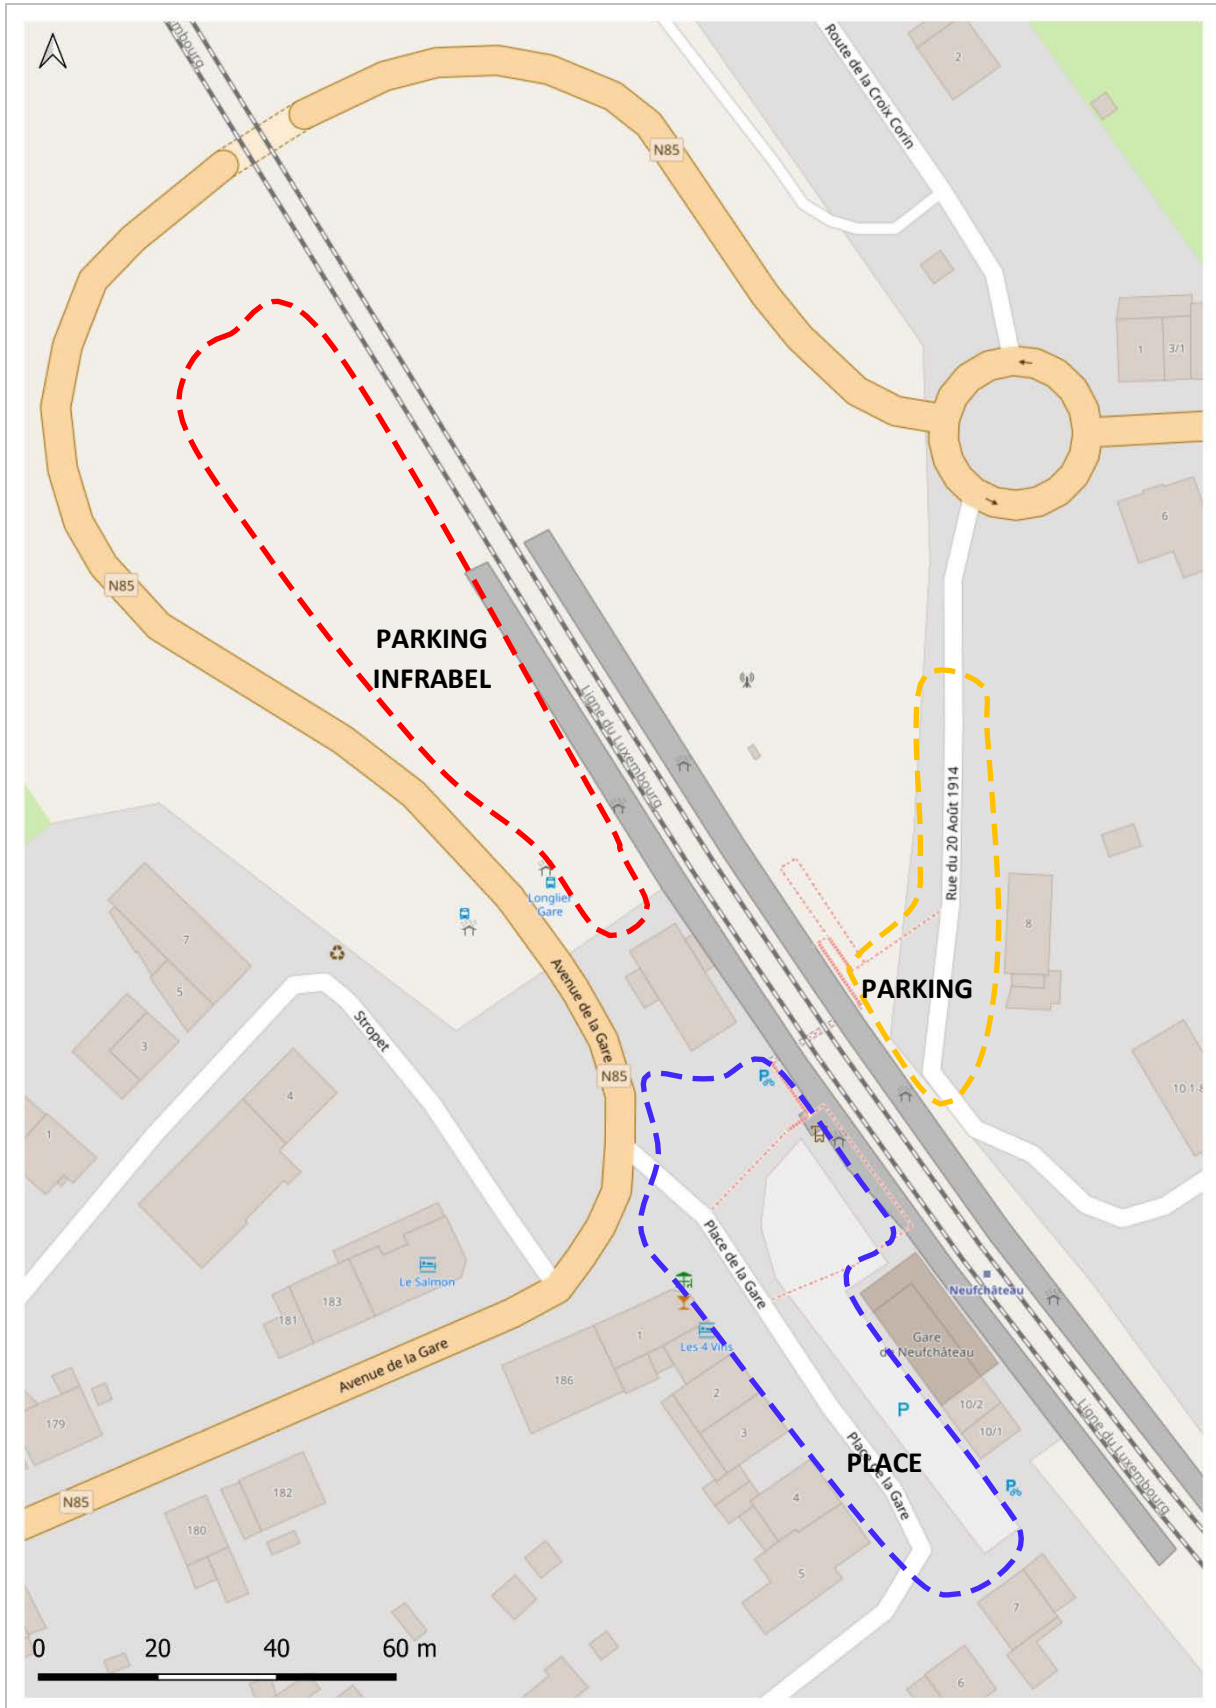 embourg
Route de la Croix Corin
2
N85
1
3/1
6
N85
PARKING
INFRABEL
Ligne du Luxembourg
Rue du 20 Août 1914
Longlier
Gare
8
7
5
3
Avenue de la Gare
PARKING
Stropet
N85
10 1-8
4
1
Place de la Gare
Le Salmon
183
181
Neufchâteau
1
Les 4 Vins
Gare
de Neufchâteau
Avenue de la Gare
186
2
3
10/2
10/1
P
Ligne du Luxembourg
179
PLACE
Place de la Gare
N85
182
180
4
5
7
6
0 20 40 60 m